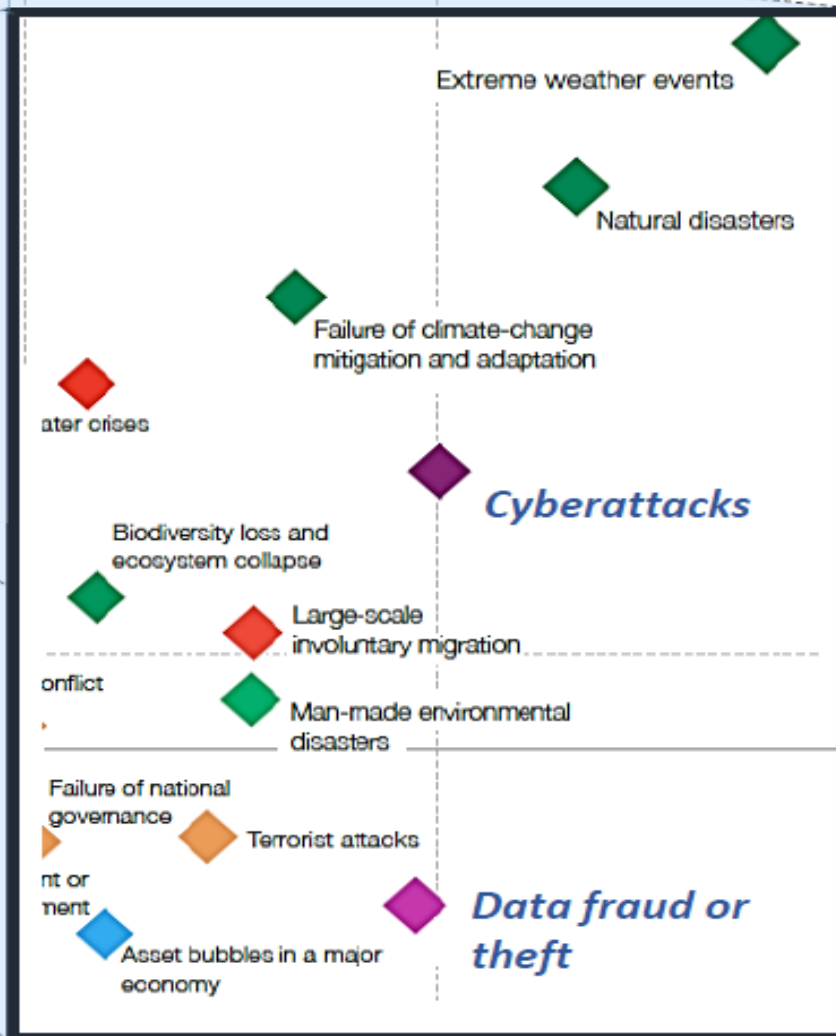 Extreme weather events
Natural disasters
Failure of climate-change
mitigation and adaptation
ater crises
Cyberattacks
Biodiversity loss and
ecosystem collapse
Large-scale
involuntary migration
onflict
Man-made environmental
disasters
Failure of national
governance
Terrorist attacks
nt or
ment
Data fraud or
theft
Asset bubbles in a major
economy